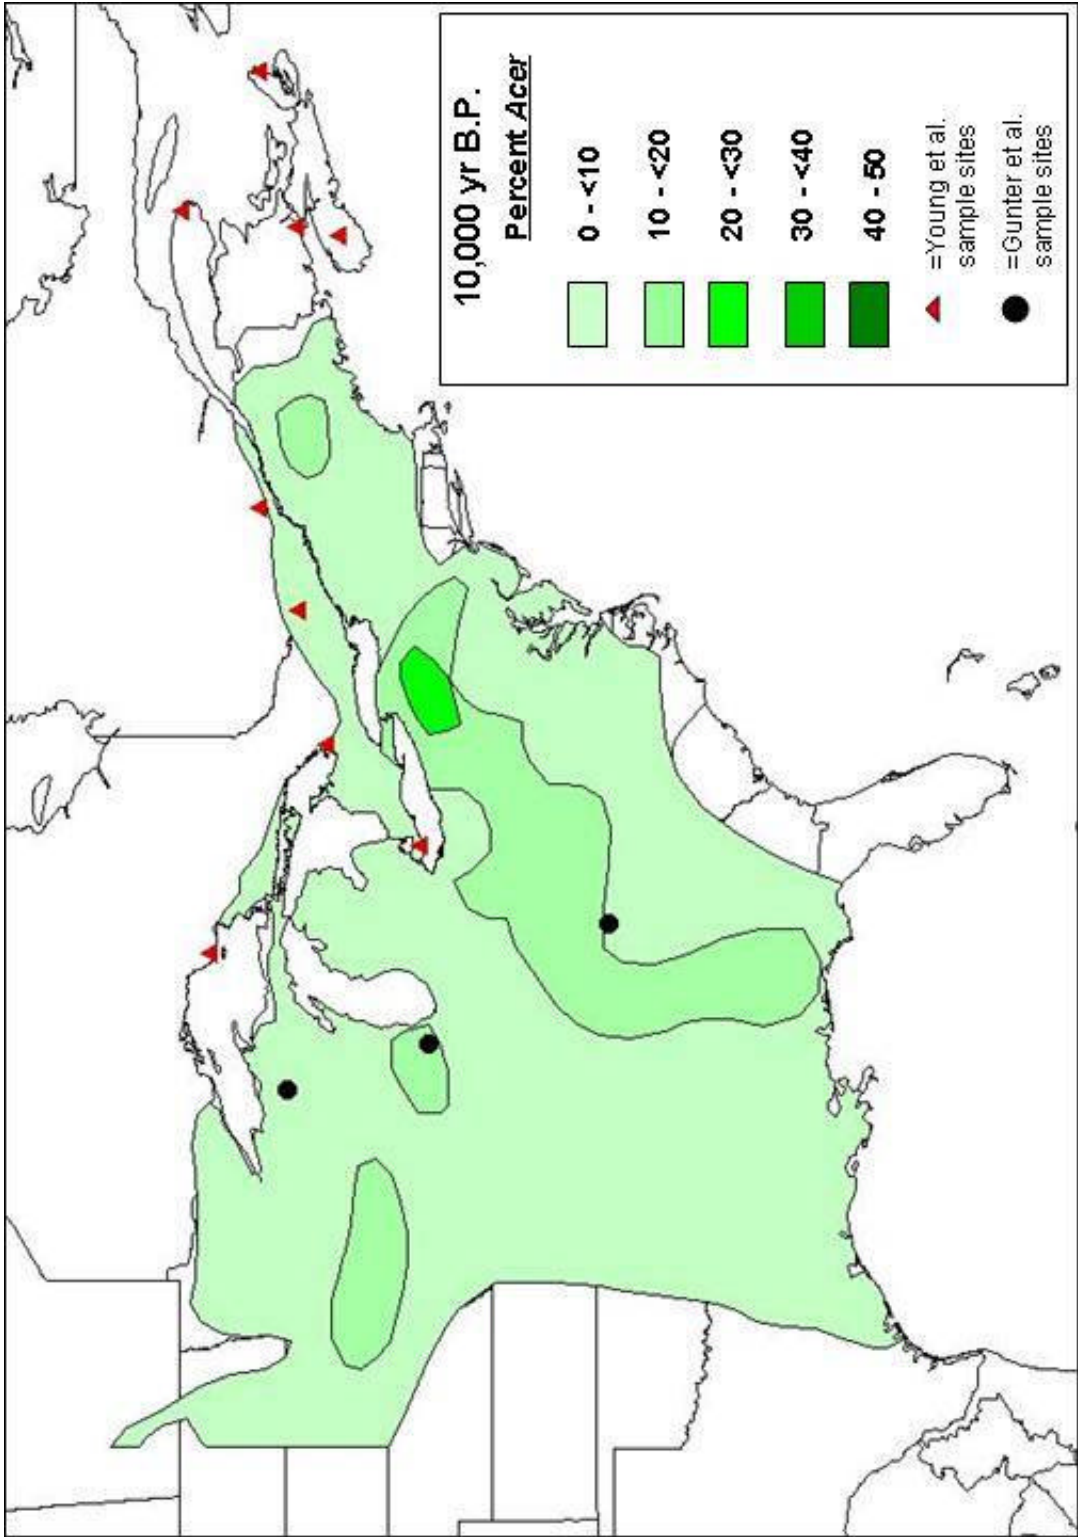 10,000 yr B.P.
Percent Acer
0 - <10
10 - <20
20 - <30
30 - <40
40 - 50
=Young et al.
sample sites
=Gunter et al.
sample sites